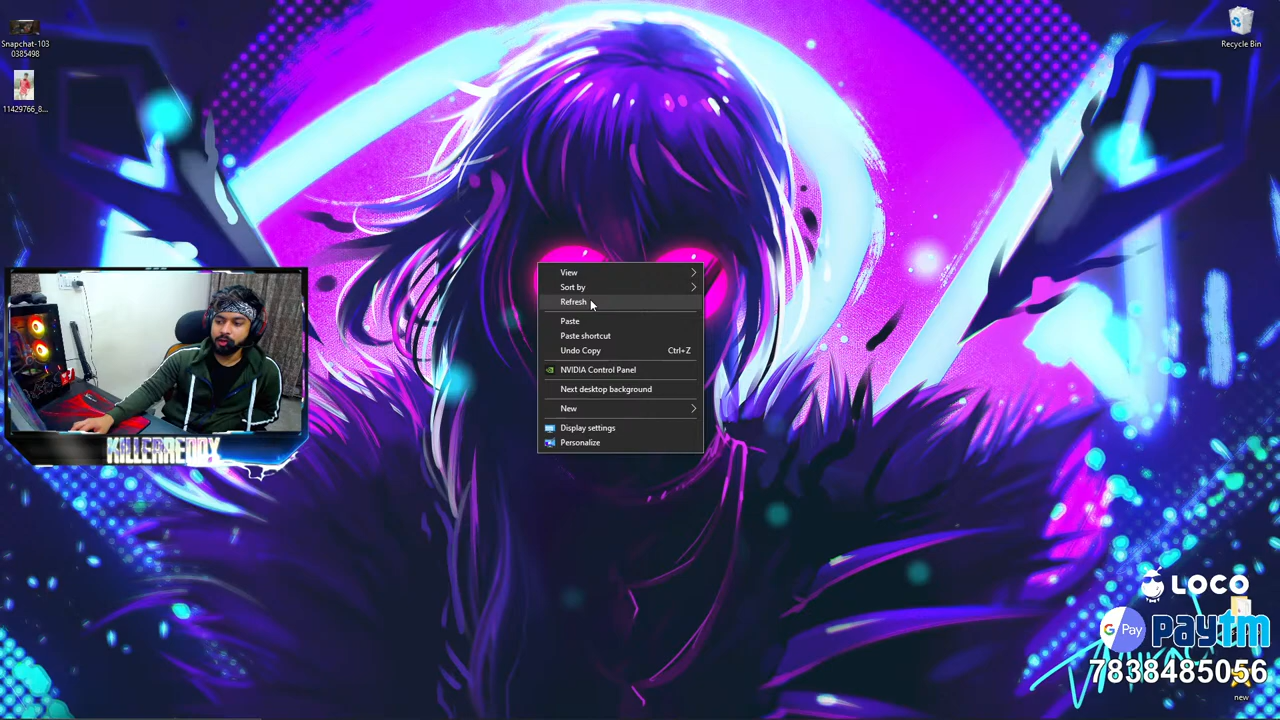 Snapchat-103
0385498
11429766_8...
Recycle Bin
View
Sort by
Refresh
Paste
Paste shortcut
Undo Copy Ctrl+Z
NVIDIA Control Panel
Next desktop background
New
Display settings
Personalize
KILLERREDDY
LOCO
G Pay paytm
7838485056
new